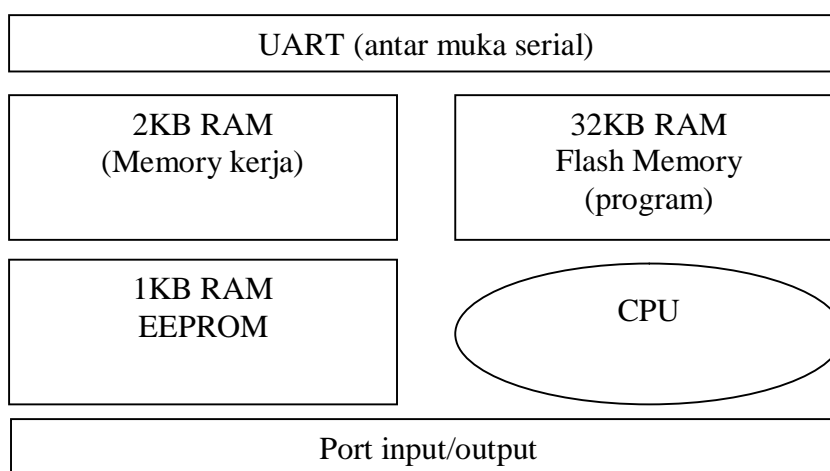 UART (antar muka serial)
2KB RAM
(Memory kerja)
32KB RAM
Flash Memory
(program)
1KB RAM
EEPROM
CPU
Port input/output